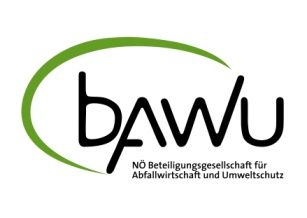 bAWU
NÖ Beteiligungsgesellschaft für
Abfallwirtschaft und Umweltschutz